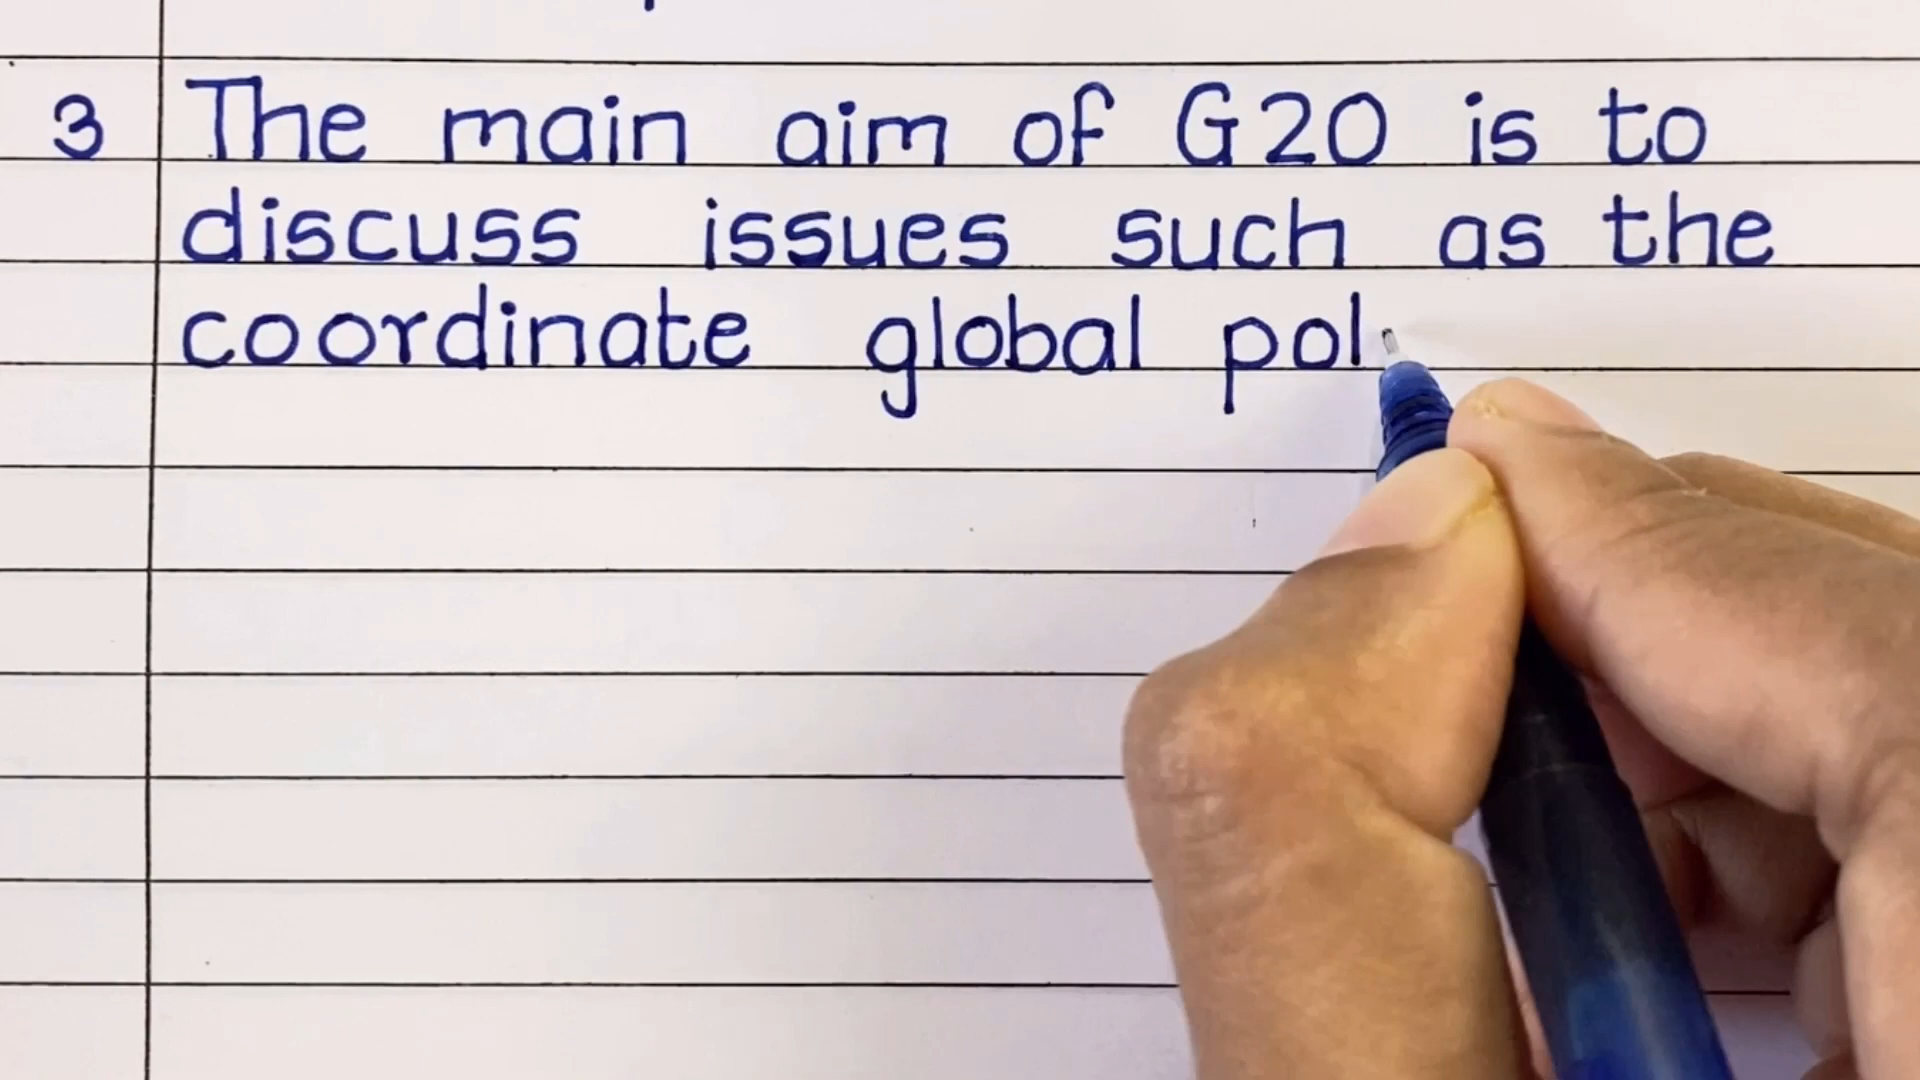 3 The main aim of G20 is to
discuss issues such as the
coordinate global pol